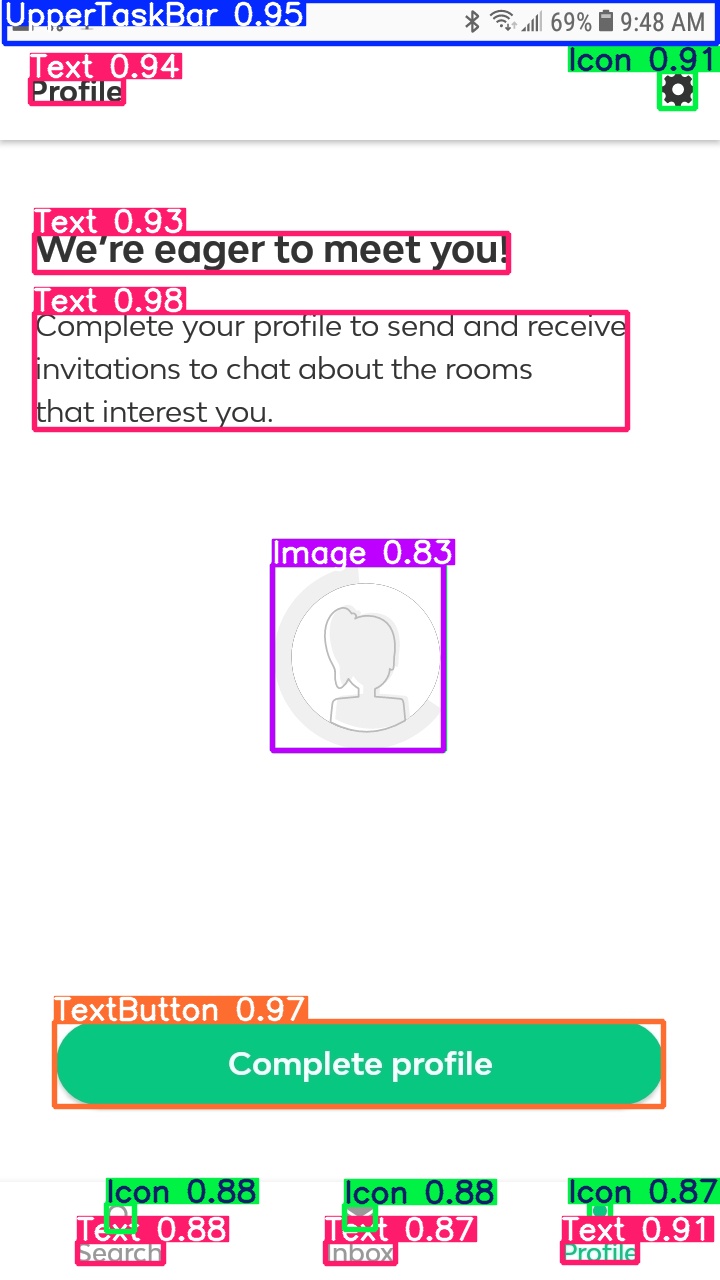 UpperTaskBar 0.95
69% 9:48 AM
Text 0.94
Icon 0.91
Profile
Text 0.93
We're eager to meet you!
Text 0.98
Complete your profile to send and receive
invitations to chat about the rooms
that interest you.
Image 0.83
TextButton 0.97
Complete profile
Icon 0.88
Icon 0.88
Icon 0.87
Text 0.88
Text 0.87
Text 0.91
Search
Inbox
Profile